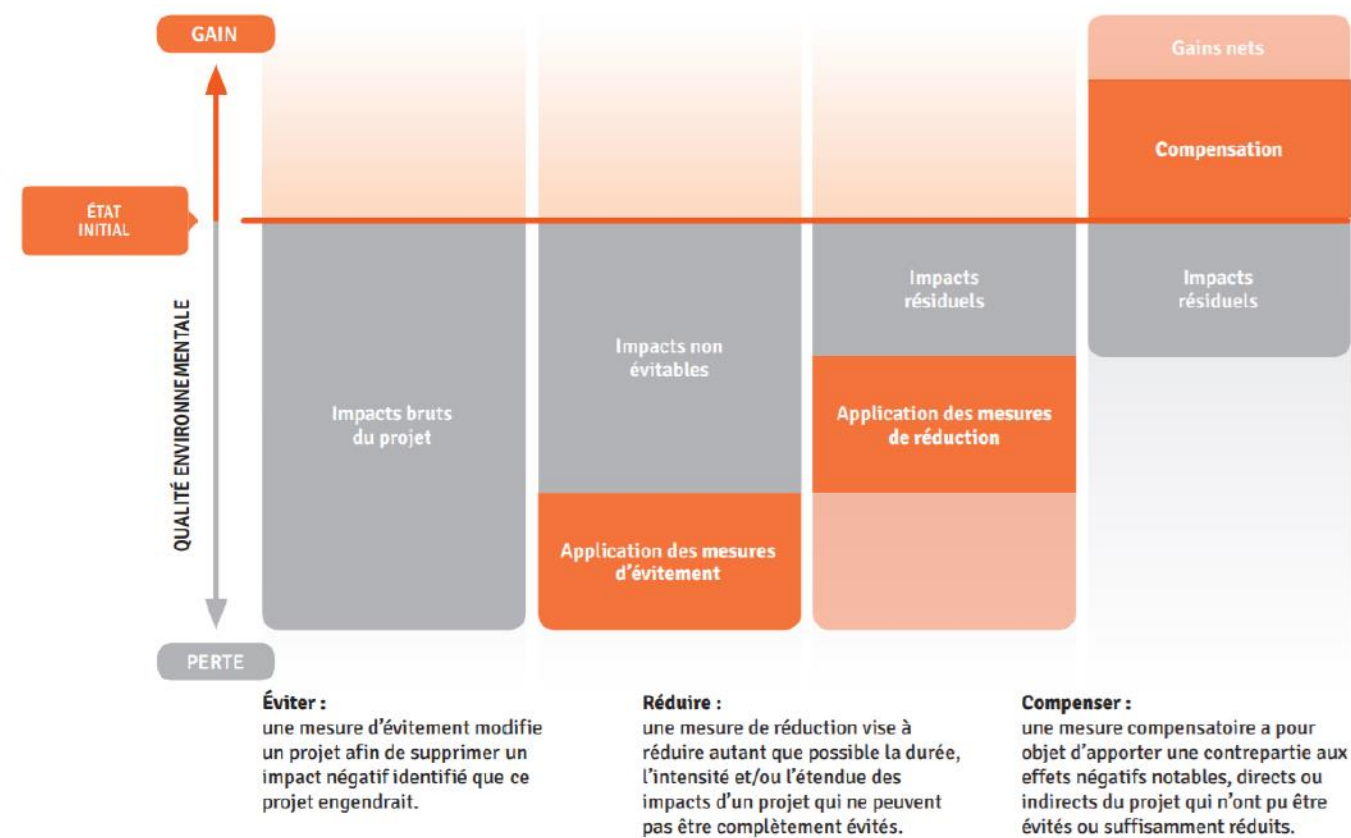 GAIN
Gains nets
Compensation
ÉTAT
INITIAL
Impacts
résiduels
Impacts
résiduels
QUALITÉ ENVIRONNEMENTALE
Impacts non
évitables
Impacts bruts
du projet
Application des mesures
de réduction
Application des mesures
d’évitement
PERTE
Éviter :
une mesure d’évitement modifie
un projet afin de supprimer un
impact négatif identifié que ce
projet engendrait.
Réduire :
une mesure de réduction vise à
réduire autant que possible la durée,
l’intensité et/ou l’étendue des
impacts d’un projet qui ne peuvent
pas être complètement évités.
Compenser :
une mesure compensatoire a pour
objet d’apporter une contrepartie aux
effets négatifs notables, directs ou
indirects du projet qui n’ont pu être
évités ou suffisamment réduits.